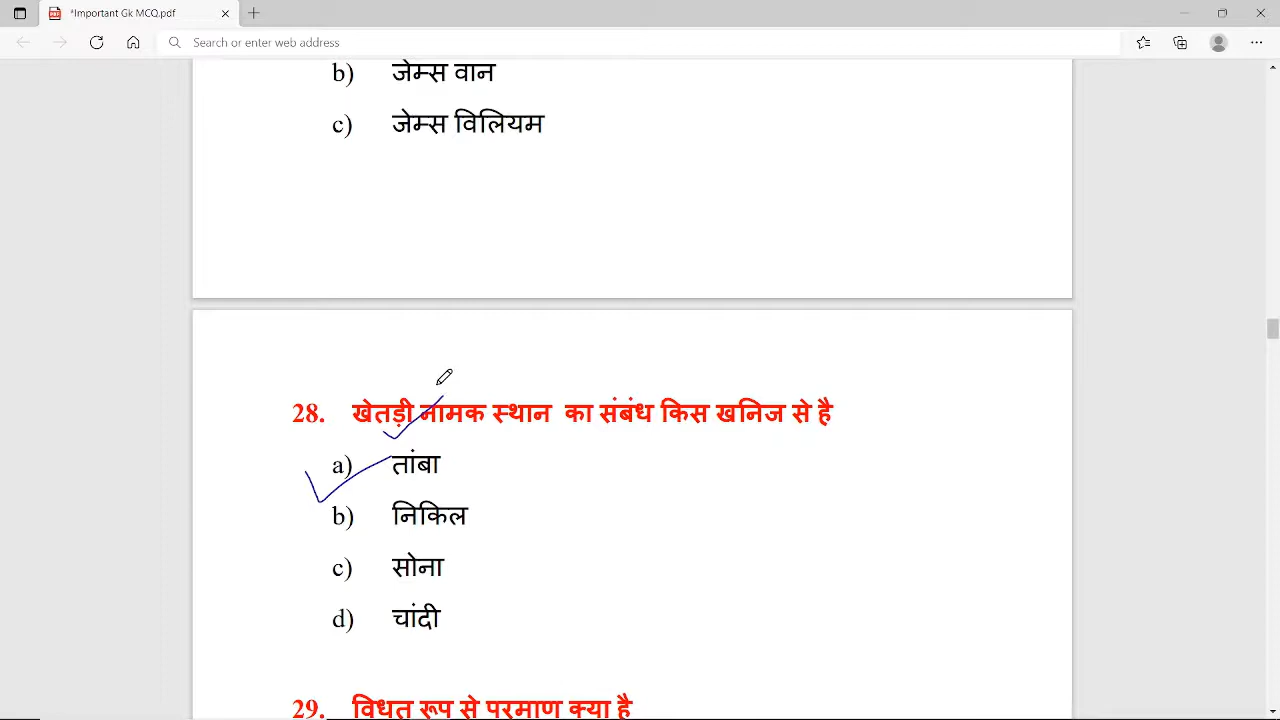 *Important Gk MCQ.pdf
Search or enter web address
b) जेम्स वान
c) जेम्स विलियम
28. खेतड़ी नामक स्थान का संबंध किस खनिज से है
a) तांबा
b) निकिल
c) सोना
d) चांदी
29. विधत रूप से परमाण क्या है